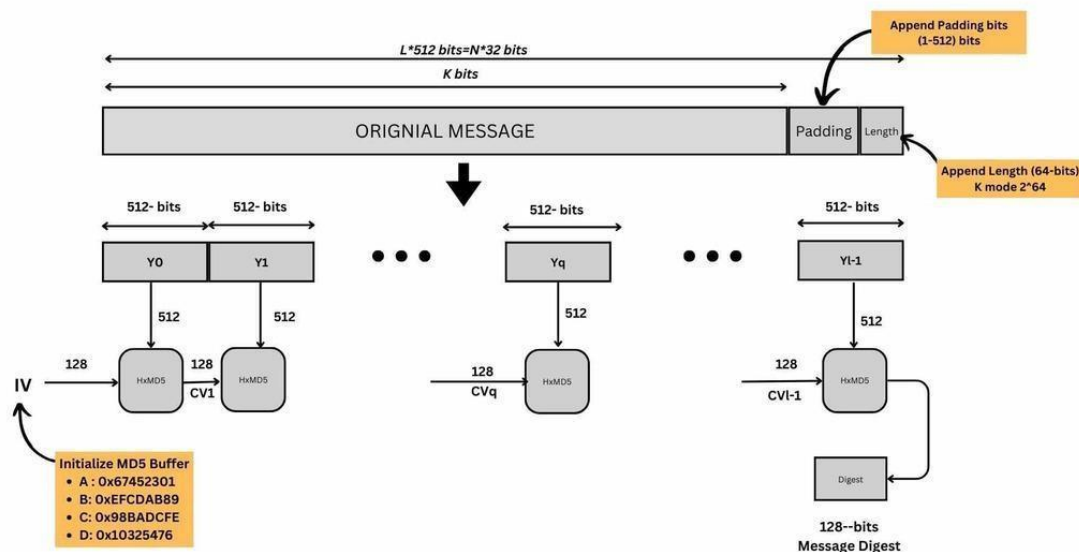 Append Padding bits
(1-512) bits
L*512 bits=N*32 bits
K bits
ORIGNIAL MESSAGE
Padding
Length
Append Length (64-bits)
K mode 2^64
512- bits
512- bits
512- bits
512- bits
Y0
Y1
Yq
Yl-1
512
512
512
512
128
128
128
128
HxMD5
HxMD5
HxMD5
HxMD5
IV
CV1
CVq
CVl-1
Initialize MD5 Buffer
• A : 0x67452301
• B: 0xEFCDAB89
• C: 0x98BADCFE
• D: 0x10325476
Digest
128--bits
Message Digest